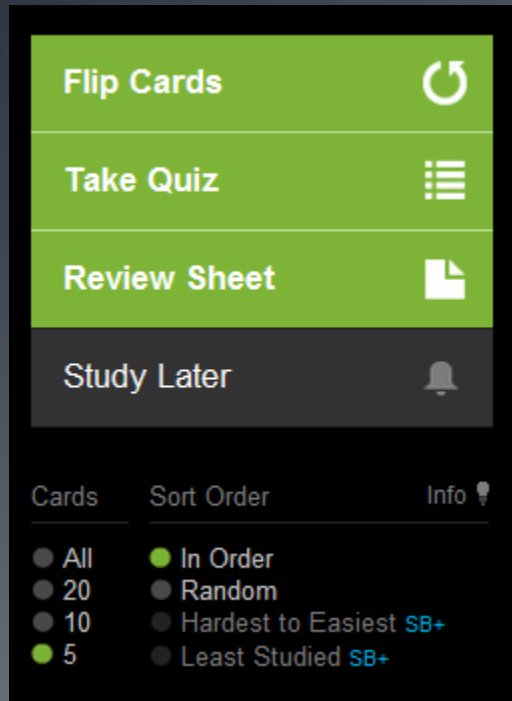 Flip Cards
Take Quiz
Review Sheet
Study Later
Cards Sort Order Info
All
20
10
5
In Order
Random
Hardest to Easiest SB+
Least Studied SB+